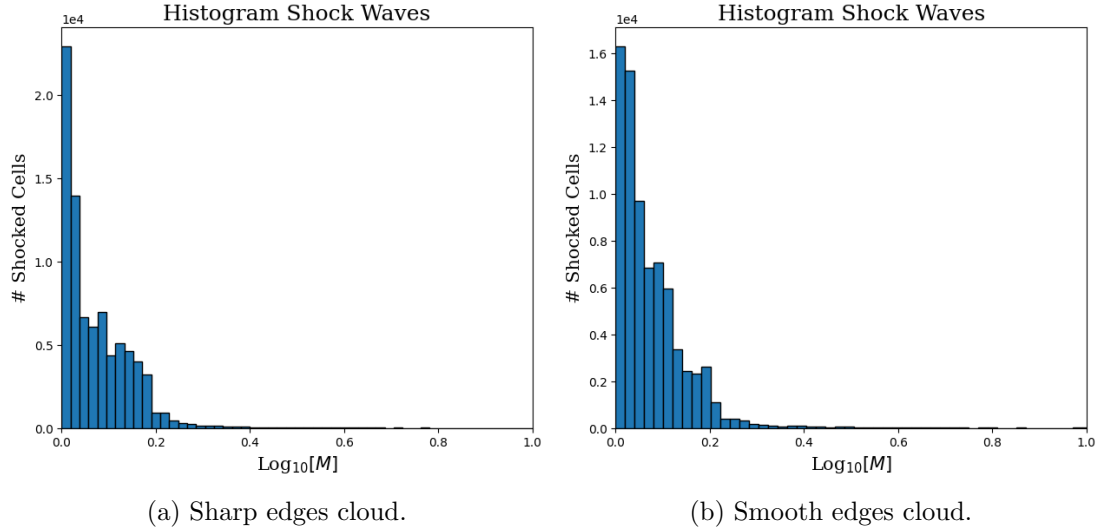 Histogram Shock Waves
1e4
# Shocked Cells
2.0
1.5
1.0
0.5
0.0
0.0 0.2 0.4 0.6 0.8 1.0
Log₁₀[M]
(a) Sharp edges cloud.
Histogram Shock Waves
1e4
# Shocked Cells
1.6
1.4
1.2
1.0
0.8
0.6
0.4
0.2
0.0
0.0 0.2 0.4 0.6 0.8 1.0
Log₁₀[M]
(b) Smooth edges cloud.